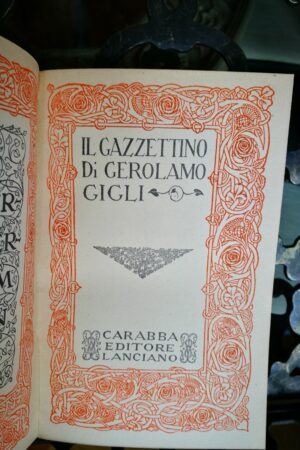 IL GAZZETTINO
Di GEROLAMO
GIGLI
CARABBA
EDITORE
LANCIANO
R-
R
M